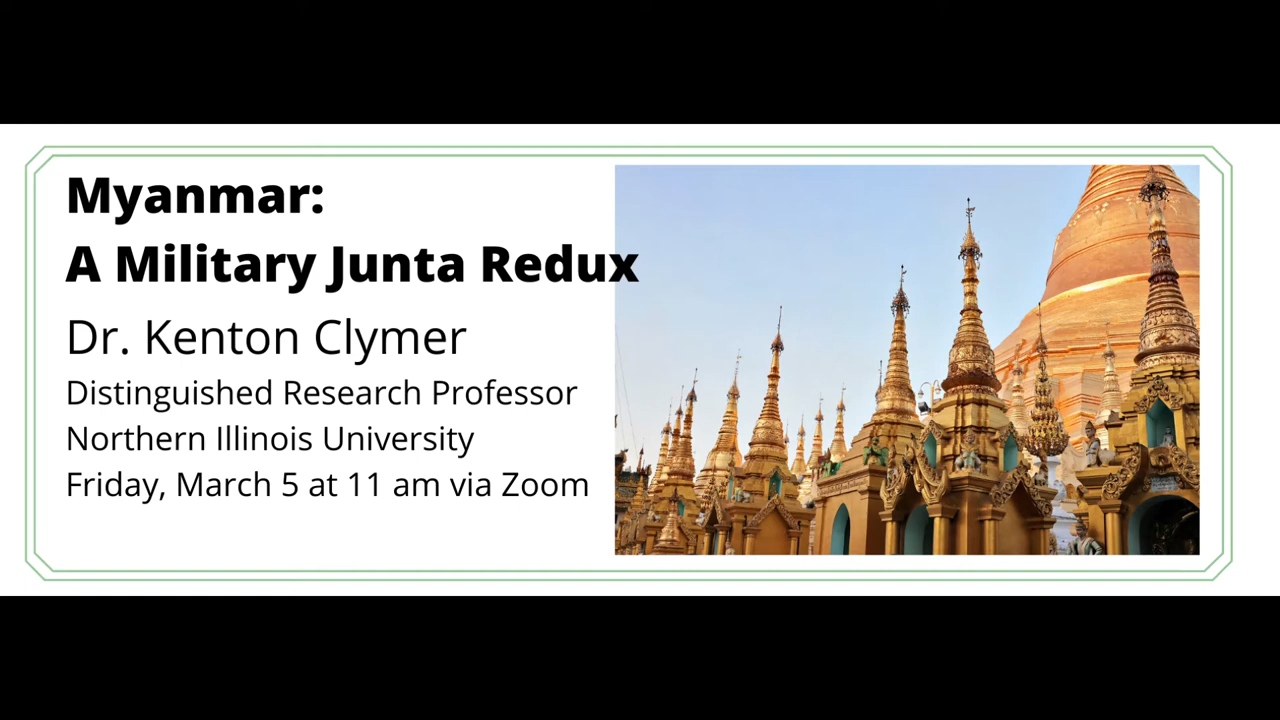 Myanmar:
A Military Junta Redux
Dr. Kenton Clymer
Distinguished Research Professor
Northern Illinois University
Friday, March 5 at 11 am via Zoom